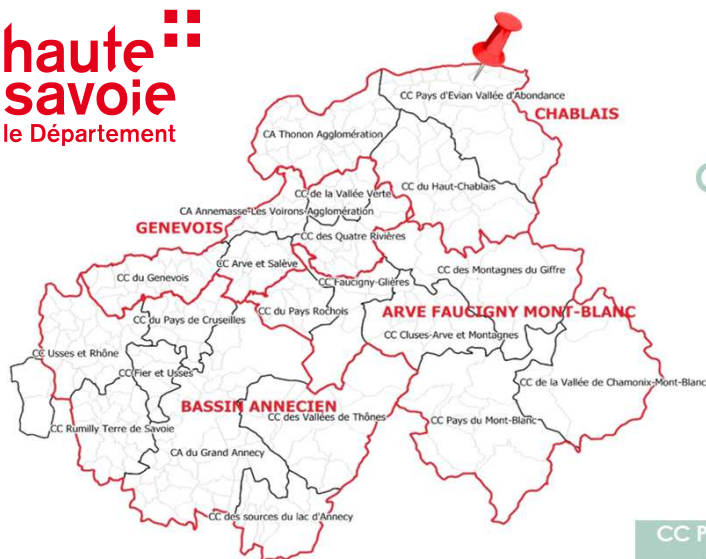 haute
savoie
le Département
CC Pays d'Evian Vallée d'Abondance
CHABLAIS
CA Thonon Agglomération
CC du Haut-Chablais
CC de la Vallée Verte
CA Annemasse-Les Voirons-Agglomération
GENEVOIS
CC des Quatre Rivières
CC Arve et Salève
CC des Montagnes du Giffre
CC du Genevois
CC Faucigny-Glières
CC du Pays Rochois
ARVE FAUCIGNY MONT-BLANC
CC du Pays de Cruseilles
CC Cluses-Arve et Montagnes
CC Usses et Rhône
CC Fier et Usses
CC de la Vallée de Chamonix-Mont-Blanc
BASSIN ANNECIEN
CC des Vallées de Thônes
CC Pays du Mont-Blanc
CC Rumilly Terre de Savoie
CA du Grand Annecy
CC des sources du lac d'Annecy
CC P